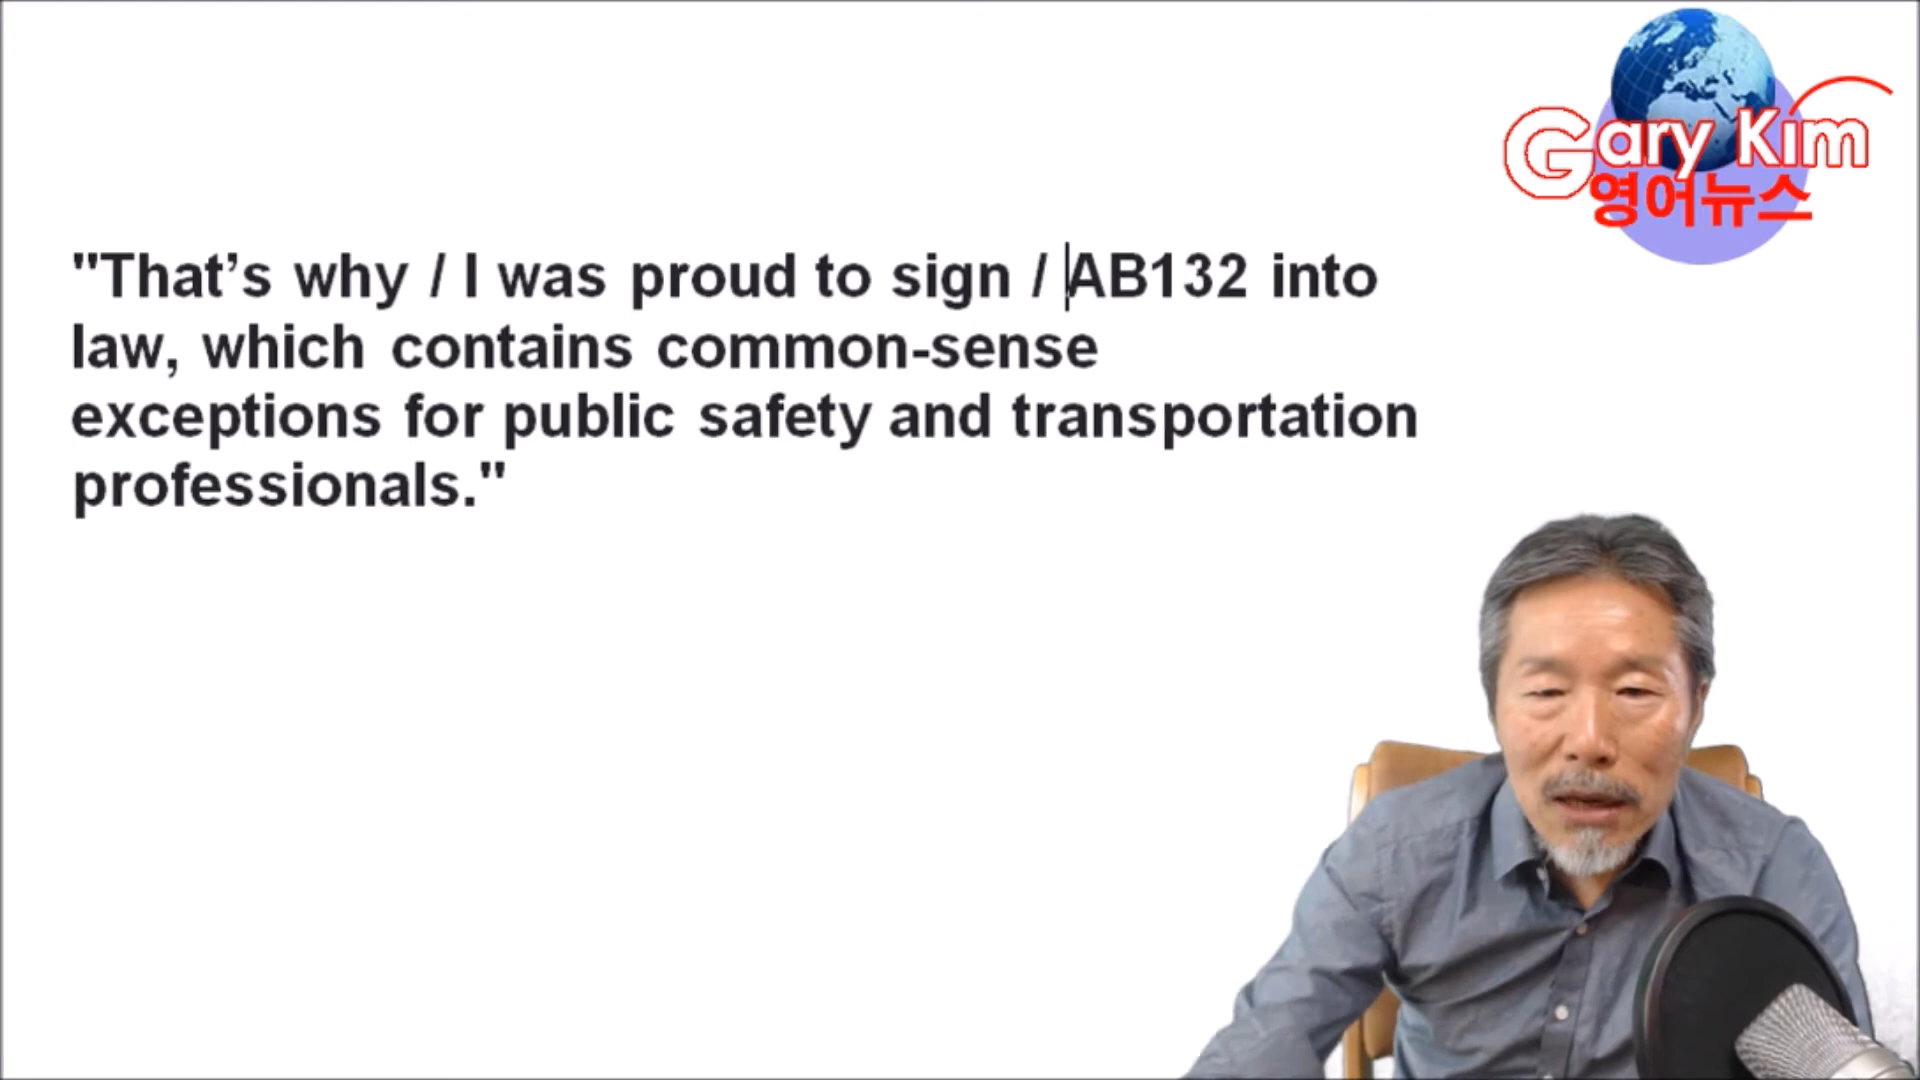 Gary Kim
영어뉴스
"That’s why / I was proud to sign / AB132 into
law, which contains common-sense
exceptions for public safety and transportation
professionals."